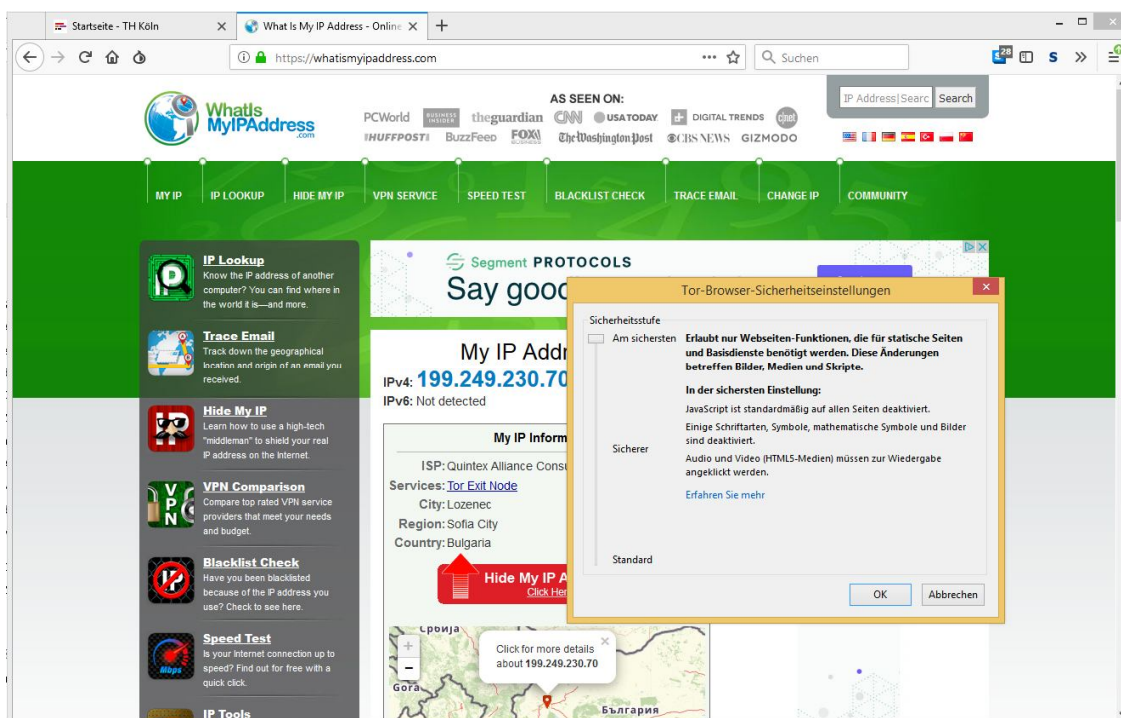 Startseite - TH Köln
What Is My IP Address - Online
https://whatismyipaddress.com
Suchen
28
S
WhatIs
MyIPAddress
.com
AS SEEN ON:
PCWorld BUSINESS INSIDER theguardian CNN USA TODAY DIGITAL TRENDS cnet
HUFFPOST BuzzFeed FOX BUSINESS The Washington Post CBS NEWS GIZMODO
IP Address|Searc Search
MY IP IP LOOKUP HIDE MY IP VPN SERVICE SPEED TEST BLACKLIST CHECK TRACE EMAIL CHANGE IP COMMUNITY
IP Lookup
Know the IP address of another
computer? You can find where in
the world it is—and more.
Trace Email
Track down the geographical
location and origin of an email you
received.
Hide My IP
Learn how to use a high-tech
"middleman" to shield your real
IP address on the Internet.
VPN Comparison
Compare top rated VPN service
providers that meet your needs
and budget.
Blacklist Check
Have you been blacklisted
because of the IP address you
use? Check to see here.
Speed Test
Is your Internet connection up to
speed? Find out for free with a
quick click.
IP Tools
Segment PROTOCOLS
Say gooc
My IP Addr
IPv4: 199.249.230.70
IPv6: Not detected
My IP Inform
ISP: Quintex Alliance Consu
Services: Tor Exit Node
City: Lozenec
Region: Sofia City
Country: Bulgaria
Hide My IP A
Click Her
Click for more details
about 199.249.230.70
Gora
България
Tor-Browser-Sicherheitseinstellungen
Sicherheitsstufe
Am sichersten
Erlaubt nur Webseiten-Funktionen, die für statische Seiten
und Basisdienste benötigt werden. Diese Änderungen
betreffen Bilder, Medien und Skripte.
In der sichersten Einstellung:
JavaScript ist standardmäßig auf allen Seiten deaktiviert.
Einige Schriftarten, Symbole, mathematische Symbole und Bilder
sind deaktiviert.
Sicherer
Audio und Video (HTML5-Medien) müssen zur Wiedergabe
angeklickt werden.
Erfahren Sie mehr
Standard
OK Abbrechen